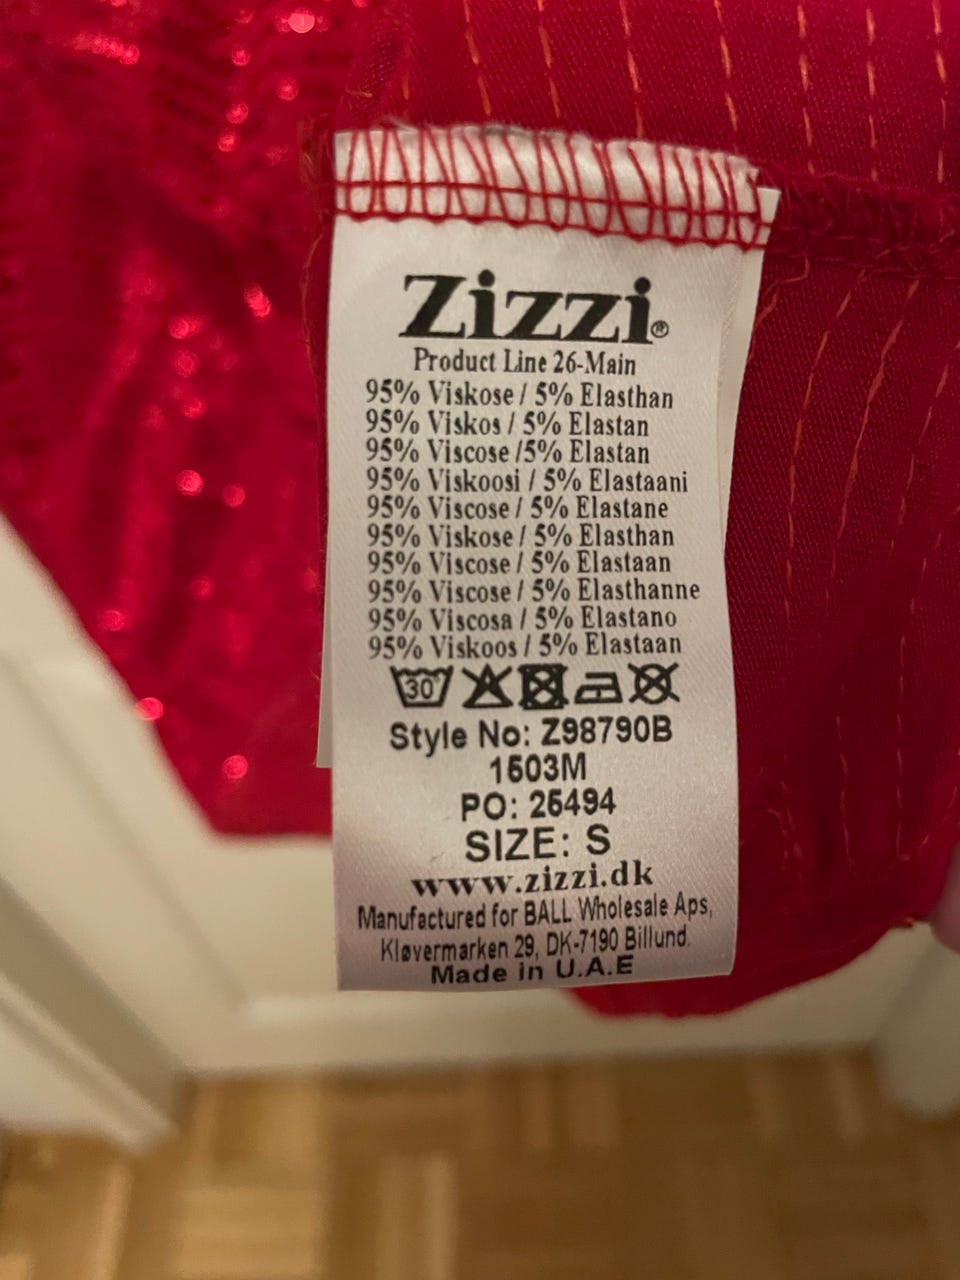 Zizzi®
Product Line 26-Main
95% Viskose / 5% Elasthan
95% Viskos / 5% Elastan
95% Viscose /5% Elastan
95% Viskoosi / 5% Elastaani
95% Viscose / 5% Elastane
95% Viskose / 5% Elasthan
95% Viscose / 5% Elastaan
95% Viscose / 5% Elasthanne
95% Viscosa / 5% Elastano
95% Viskoos / 5% Elastaan
30
Style No: Z98790B
1503M
PO: 26494
SIZE: S
www.zizzi.dk
Manufactured for BALL Wholesale Aps,
Kløvermarken 29, DK-7190 Billund.
Made in U.A.E